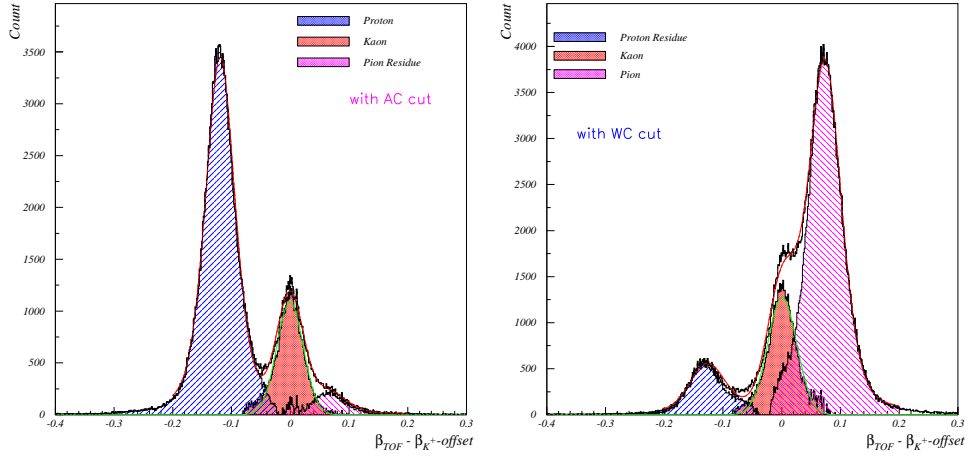 Count
Proton
Kaon
Pion Residue
with AC cut
3500
3000
2500
2000
1500
1000
500
0
-0.4
-0.3
-0.2
-0.1
0
0.1
0.2
0.3
β_TOF - β_K+-offset
Count
Proton Residue
Kaon
Pion
with WC cut
4000
3500
3000
2500
2000
1500
1000
500
0
-0.4
-0.3
-0.2
-0.1
0
0.1
0.2
0.3
β_TOF - β_K+-offset